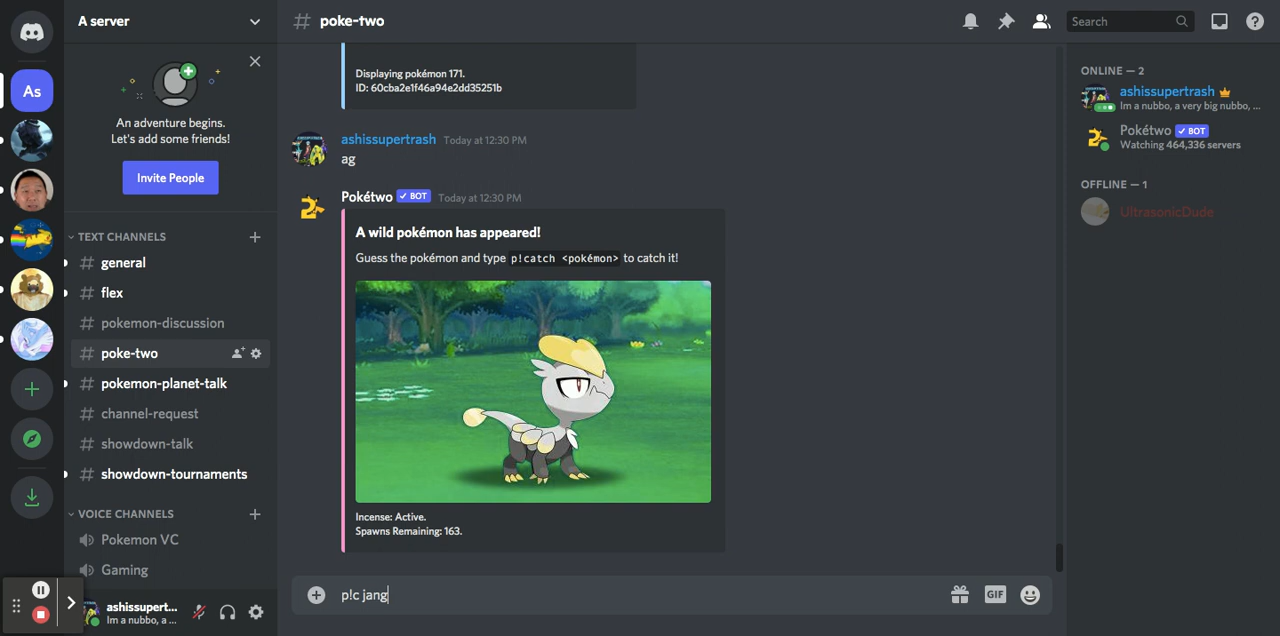 A server
As
An adventure begins.
Let's add some friends!
Invite People
TEXT CHANNELS
# general
# flex
# pokemon-discussion
# poke-two
# pokemon-planet-talk
# channel-request
# showdown-talk
# showdown-tournaments
VOICE CHANNELS
Pokemon VC
Gaming
ashissupert...
Im a nubbo, a ...
# poke-two
Search
Displaying pokémon 171.
ID: 60cba2e1f46a94e2dd35251b
ashissupertrash Today at 12:30 PM
ag
Pokétwo ✓ BOT Today at 12:30 PM
A wild pokémon has appeared!
Guess the pokémon and type p!catch <pokémon> to catch it!
Incense: Active.
Spawns Remaining: 163.
p!c jang
GIF
ONLINE — 2
ashissupertrash
Im a nubbo, a very big nubbo, ...
Pokétwo ✓ BOT
Watching 464,336 servers
OFFLINE — 1
UltrasonicDude